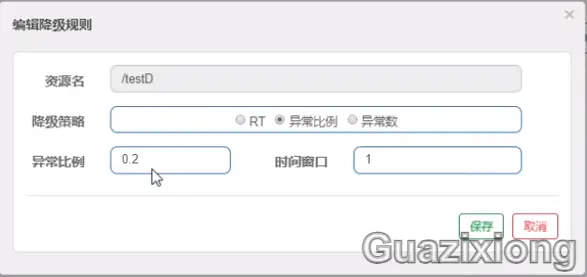 编辑降级规则 ×
资源名 /testD
降级策略 RT 异常比例 异常数
异常比例 0.2 时间窗口 1
保存 取消
Guazixiong